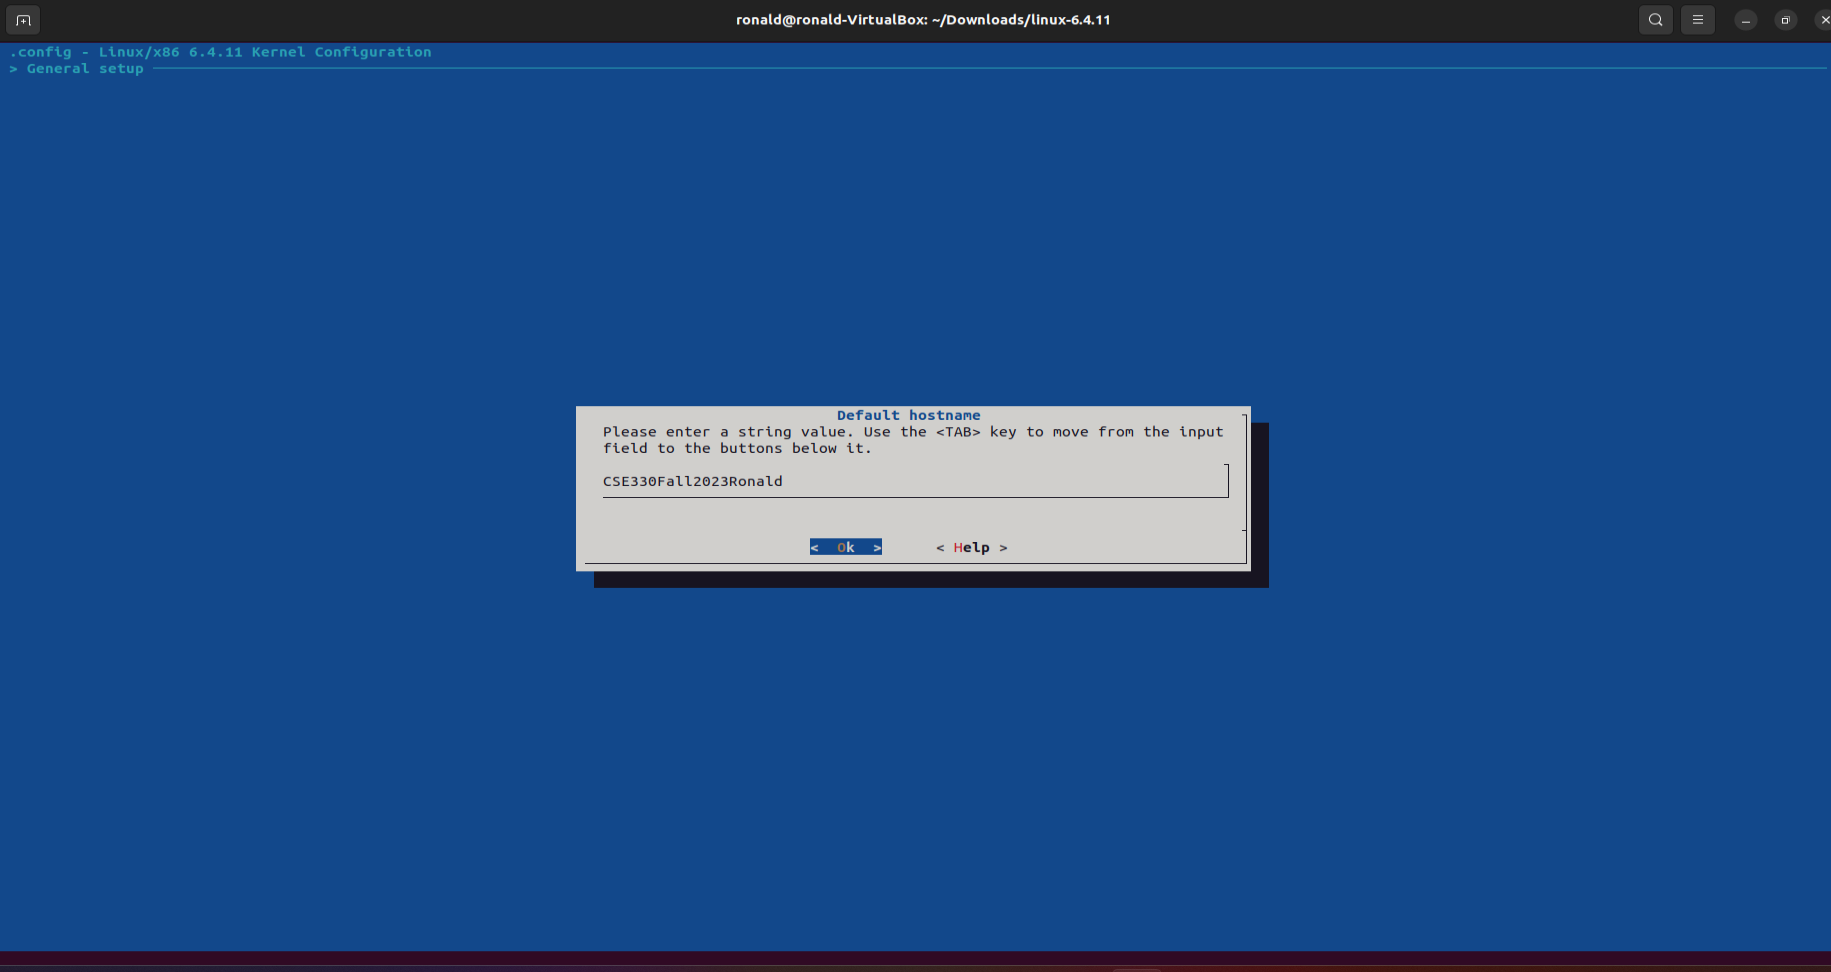 ronald@ronald-VirtualBox: ~/Downloads/linux-6.4.11
.config - Linux/x86 6.4.11 Kernel Configuration
> General setup
Default hostname
Please enter a string value. Use the <TAB> key to move from the input
field to the buttons below it.
CSE330Fall2023Ronald
< Ok > < Help >